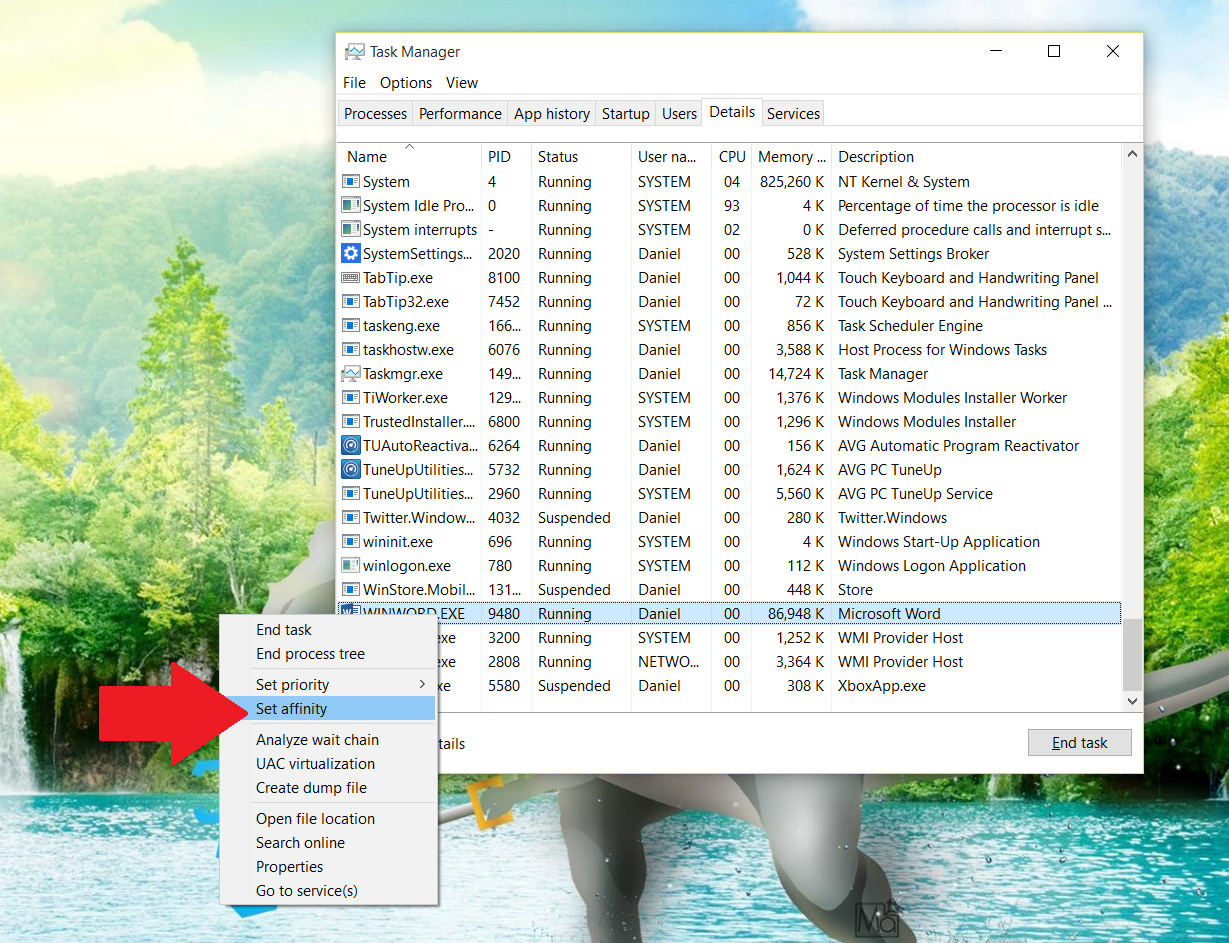 Task Manager
File Options View
Processes Performance App history Startup Users Details Services
Name PID Status User na... CPU Memory ... Description
System 4 Running SYSTEM 04 825,260 K NT Kernel & System
System Idle Pro... 0 Running SYSTEM 93 4 K Percentage of time the processor is idle
System interrupts - Running SYSTEM 02 0 K Deferred procedure calls and interrupt s...
SystemSettings... 2020 Running Daniel 00 528 K System Settings Broker
TabTip.exe 8100 Running Daniel 00 1,044 K Touch Keyboard and Handwriting Panel
TabTip32.exe 7452 Running Daniel 00 72 K Touch Keyboard and Handwriting Panel ...
taskeng.exe 166... Running SYSTEM 00 856 K Task Scheduler Engine
taskhostw.exe 6076 Running Daniel 00 3,588 K Host Process for Windows Tasks
Taskmgr.exe 149... Running Daniel 00 14,724 K Task Manager
TiWorker.exe 129... Running SYSTEM 00 1,376 K Windows Modules Installer Worker
TrustedInstaller.... 6800 Running SYSTEM 00 1,296 K Windows Modules Installer
TUAutoReactiva... 6264 Running Daniel 00 156 K AVG Automatic Program Reactivator
TuneUpUtilities... 5732 Running Daniel 00 1,624 K AVG PC TuneUp
TuneUpUtilities... 2960 Running SYSTEM 00 5,560 K AVG PC TuneUp Service
Twitter.Window... 4032 Suspended Daniel 00 280 K Twitter.Windows
wininit.exe 696 Running SYSTEM 00 4 K Windows Start-Up Application
winlogon.exe 780 Running SYSTEM 00 112 K Windows Logon Application
WinStore.Mobil... 131... Suspended Daniel 00 448 K Store
WINWORD.EXE 9480 Running Daniel 00 86,948 K Microsoft Word
xe 3200 Running SYSTEM 00 1,252 K WMI Provider Host
xe 2808 Running NETWO... 00 3,364 K WMI Provider Host
xe 5580 Suspended Daniel 00 308 K XboxApp.exe
tails
End task
End task
End process tree
Set priority
Set affinity
Analyze wait chain
UAC virtualization
Create dump file
Open file location
Search online
Properties
Go to service(s)
Ma